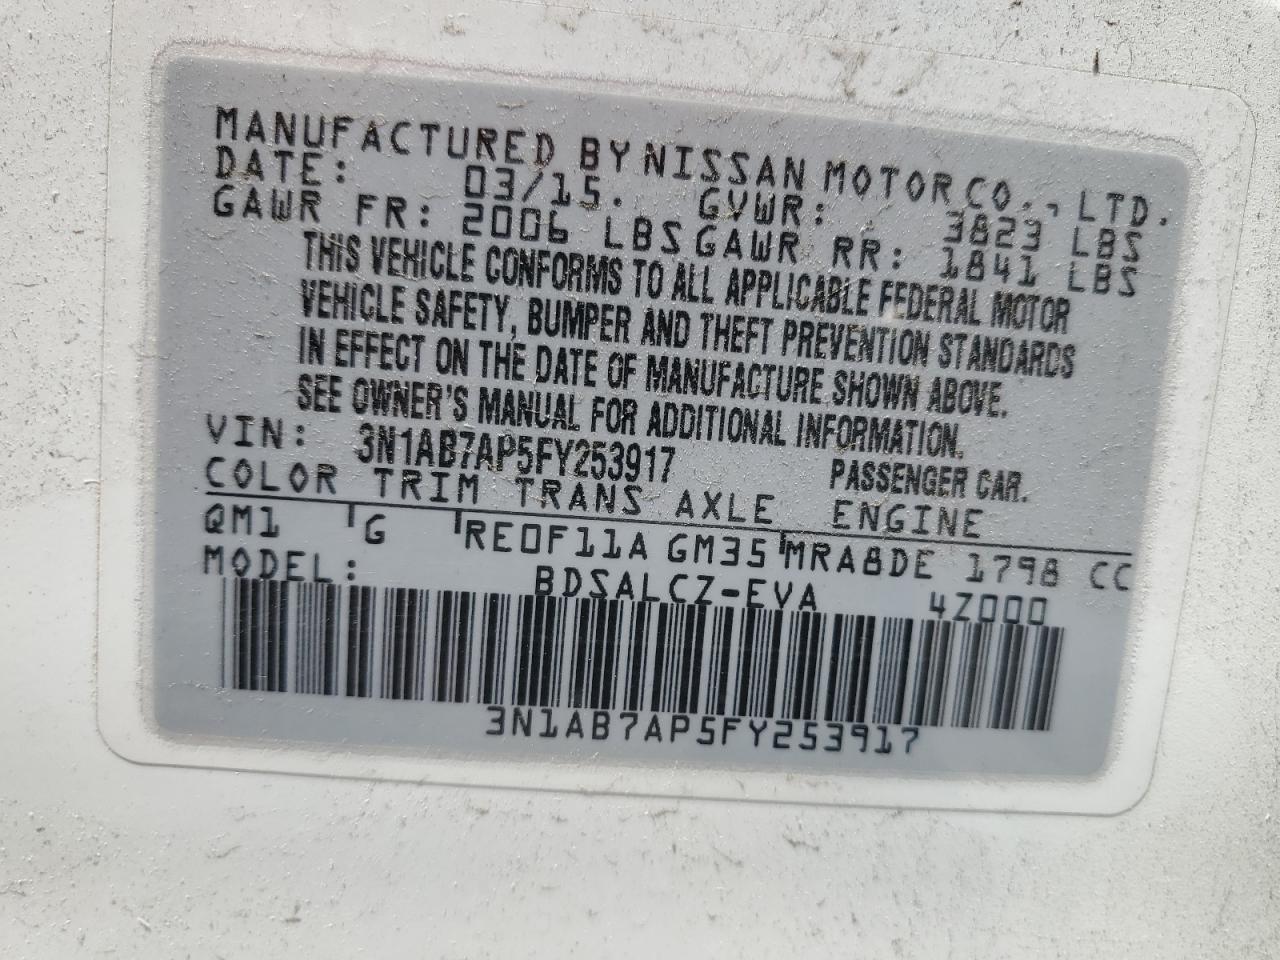 MANUFACTURED BY NISSAN MOTOR CO., LTD.
DATE: 03/15. GVWR: 3823 LBS
GAWR FR: 2006 LBS GAWR RR: 1841 LBS
THIS VEHICLE CONFORMS TO ALL APPLICABLE FEDERAL MOTOR
VEHICLE SAFETY, BUMPER AND THEFT PREVENTION STANDARDS
IN EFFECT ON THE DATE OF MANUFACTURE SHOWN ABOVE.
SEE OWNER'S MANUAL FOR ADDITIONAL INFORMATION.
VIN: 3N1AB7AP5FY253917 PASSENGER CAR.
COLOR TRIM TRANS AXLE ENGINE
QM1 G RE0F11A GM35 MRA8DE 1798 CC
MODEL: BDSALCZ-EVA 4Z000
3N1AB7AP5FY253917